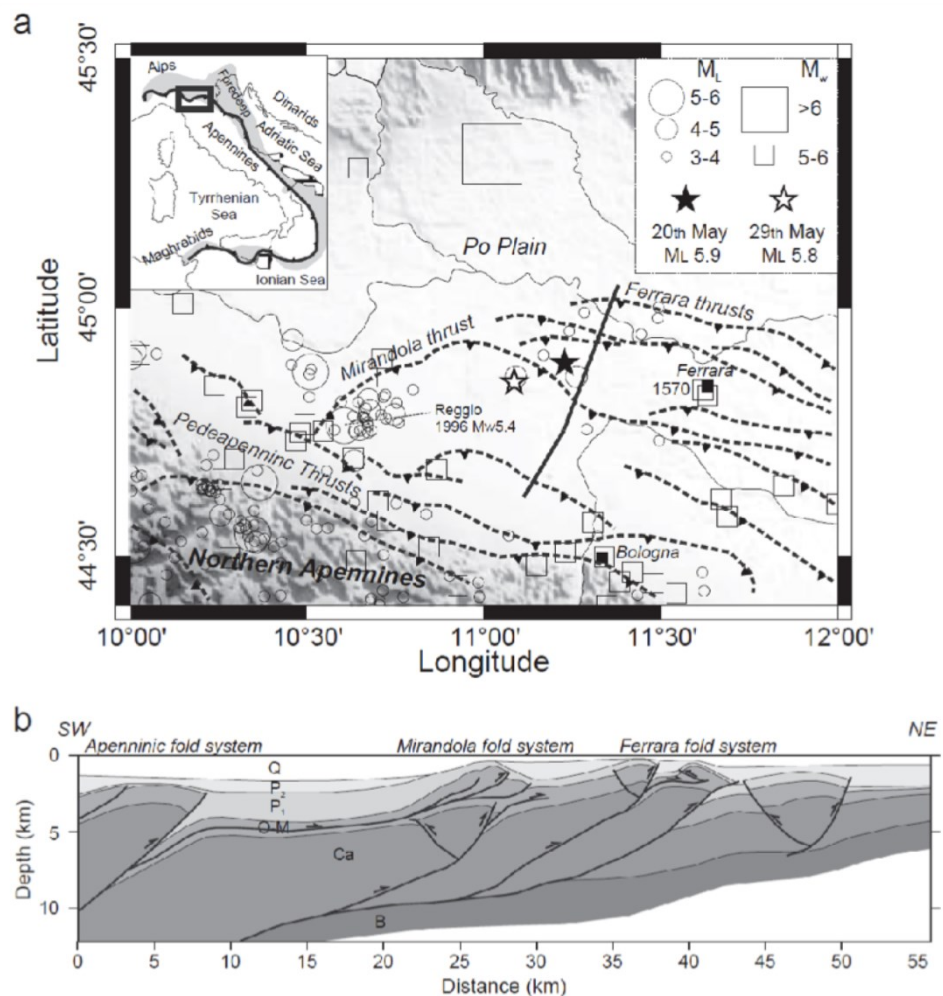 a
45°30'
45°00'
44°30'
Latitude
10°00'
10°30'
11°00'
11°30'
12°00'
Longitude
Alps
Foredeep
Dinarids
Adriatic Sea
Apennines
Tyrrhenian
Sea
Maghrabids
Ionian Sea
ML Mw
5-6 >6
4-5
3-4 5-6
20th May 29th May
ML 5.9 ML 5.8
Po Plain
Ferrara thrusts
Mirandola thrust
Ferrara
1570
Reggio
1996 Mw5.4
Pedeapenninc Thrusts
Bologna
Northern Apennines
b
SW NE
Apenninic fold system Mirandola fold system Ferrara fold system
0
5
10
Depth (km)
Q
P2
P1
O-M
Ca
B
0 5 10 15 20 25 30 35 40 45 50 55
Distance (km)